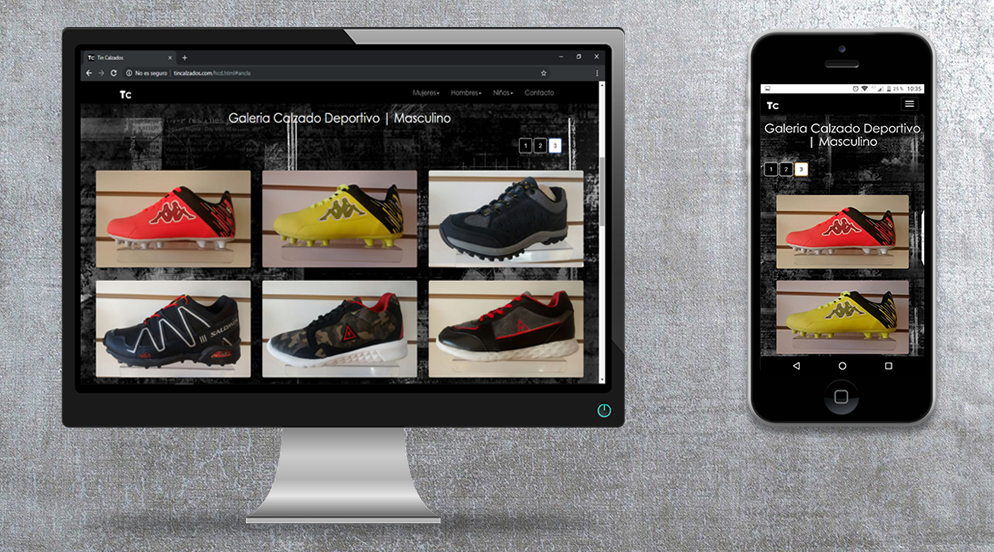 Tc Tin Calzados
No es seguro | tincalzados.com/hcd.html#ancla
Tc Mujeres Hombres Niños Contacto
Galeria Calzado Deportivo | Masculino
1 2 3
SALOMON
25 % 10:35
Tc
Galeria Calzado Deportivo
| Masculino
1 2 3